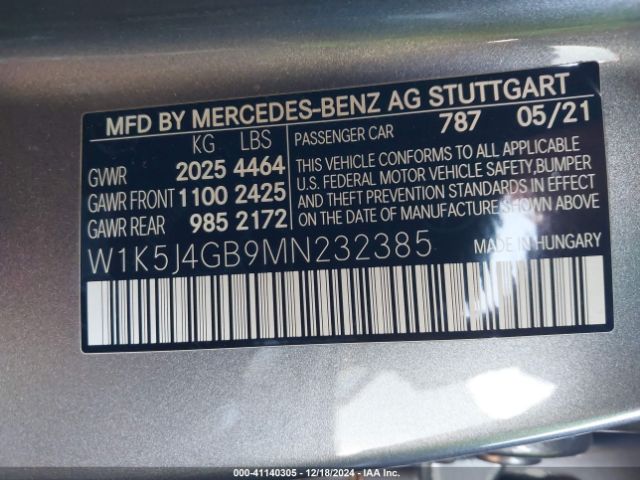 MFD BY MERCEDES-BENZ AG STUTTGART
KG LBS PASSENGER CAR 787 05/21
GVWR 2025 4464
GAWR FRONT 1100 2425
GAWR REAR 985 2172
THIS VEHICLE CONFORMS TO ALL APPLICABLE
U.S. FEDERAL MOTOR VEHICLE SAFETY,BUMPER
AND THEFT PREVENTION STANDARDS IN EFFECT
ON THE DATE OF MANUFACTURE SHOWN ABOVE
W1K5J4GB9MN232385 MADE IN HUNGARY
000-41140305 - 12/18/2024 - IAA Inc.